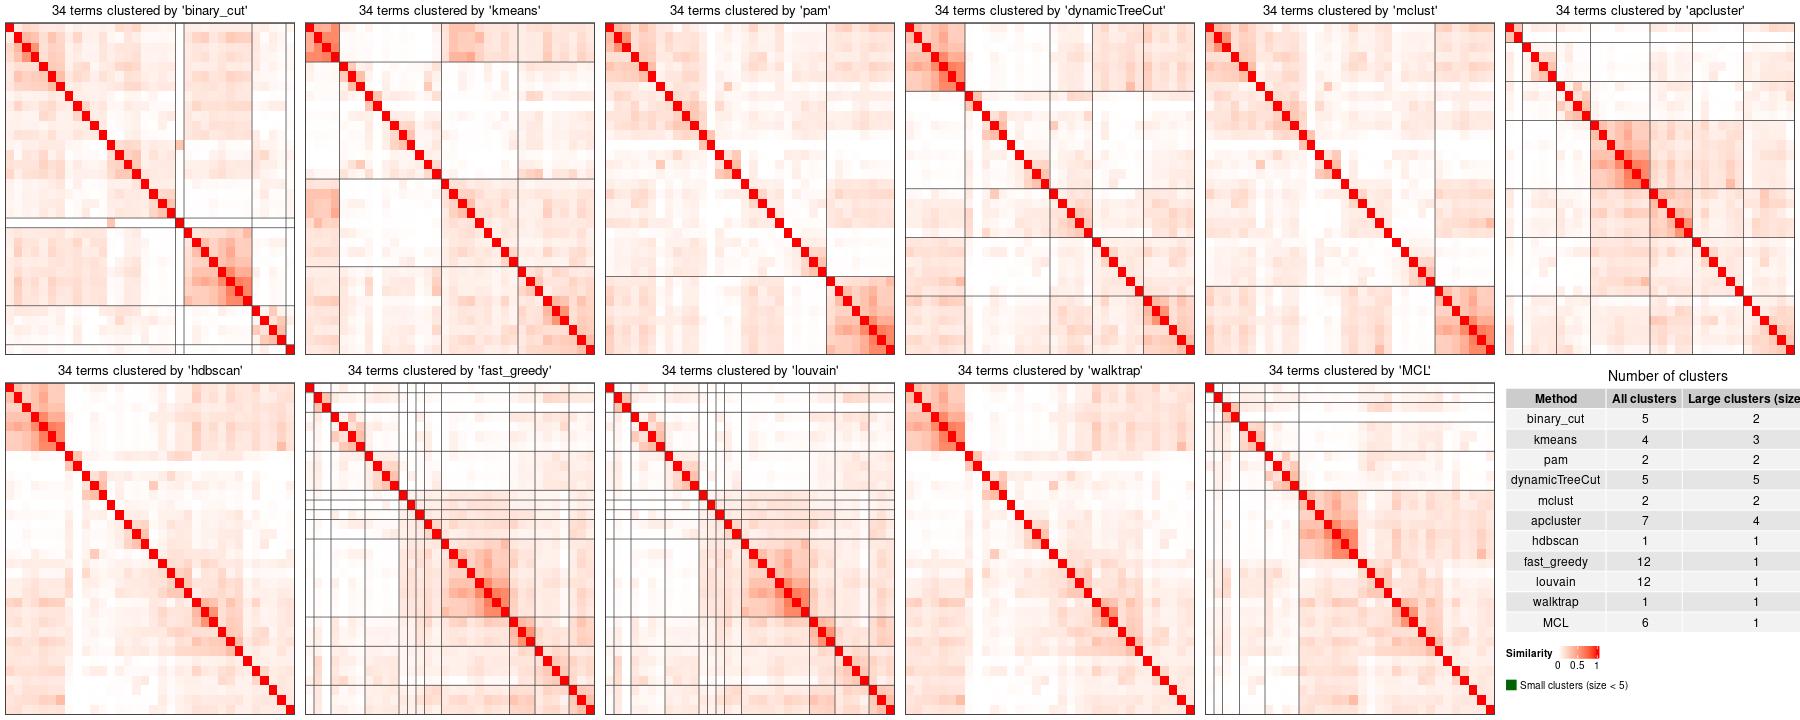 34 terms clustered by 'binary_cut'
34 terms clustered by 'kmeans'
34 terms clustered by 'pam'
34 terms clustered by 'dynamicTreeCut'
34 terms clustered by 'mclust'
34 terms clustered by 'apcluster'
34 terms clustered by 'hdbscan'
34 terms clustered by 'fast_greedy'
34 terms clustered by 'louvain'
34 terms clustered by 'walktrap'
34 terms clustered by 'MCL'
Number of clusters
Method All clusters Large clusters (size
binary_cut 5 2
kmeans 4 3
pam 2 2
dynamicTreeCut 5 5
mclust 2 2
apcluster 7 4
hdbscan 1 1
fast_greedy 12 1
louvain 12 1
walktrap 1 1
MCL 6 1
Similarity
0 0.5 1
Small clusters (size < 5)